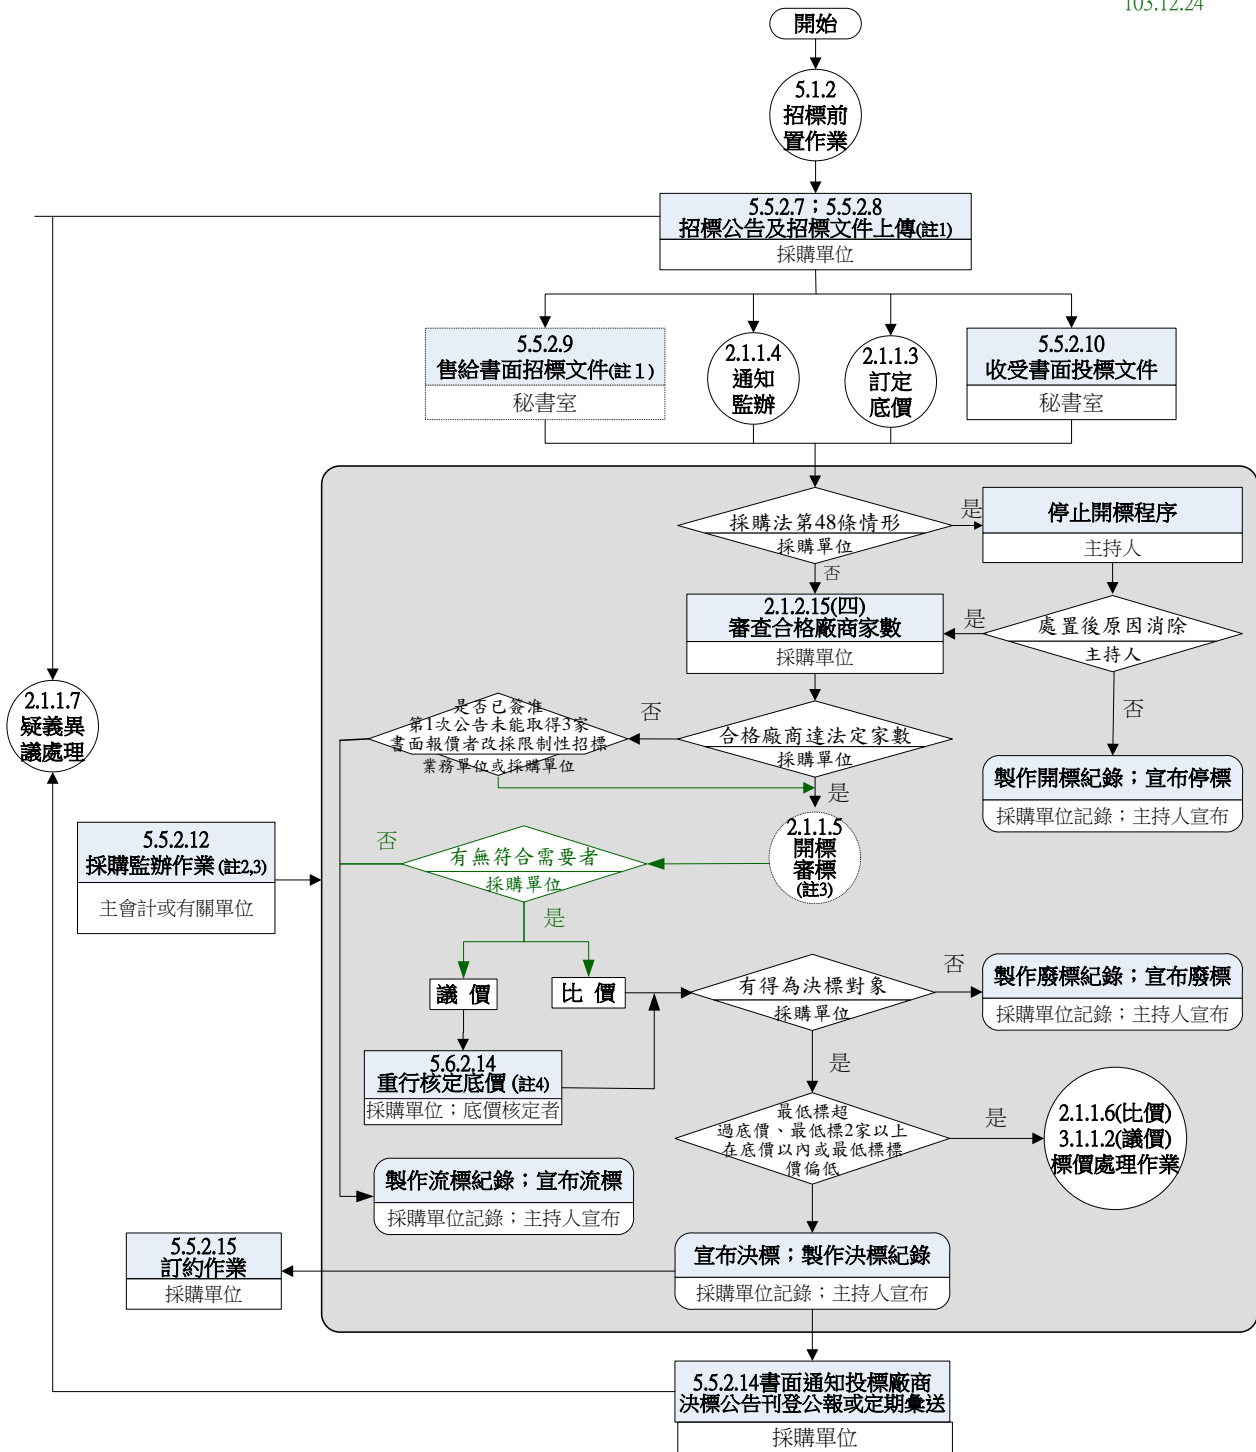 103.12.24
開始
5.1.2
招標前
置作業
5.5.2.7；5.5.2.8
招標公告及招標文件上傳(註1)
採購單位
5.5.2.9
售給書面招標文件(註１)
秘書室
2.1.1.4
通知
監辦
2.1.1.3
訂定
底價
5.5.2.10
收受書面投標文件
秘書室
採購法第48條情形
採購單位
是
否
停止開標程序
主持人
2.1.2.15(四)
審查合格廠商家數
採購單位
是
處置後原因消除
主持人
否
2.1.1.7
疑義異
議處理
是否已簽准
第1次公告未能取得3家
書面報價者改採限制性招標
業務單位或採購單位
否
合格廠商達法定家數
採購單位
是
製作開標紀錄；宣布停標
採購單位記錄；主持人宣布
5.5.2.12
採購監辦作業(註2,3)
主會計或有關單位
否
有無符合需要者
採購單位
是
2.1.1.5
開標
審標
(註3)
議 價
比 價
有得為決標對象
採購單位
否
是
製作廢標紀錄；宣布廢標
採購單位記錄；主持人宣布
5.6.2.14
重行核定底價(註4)
採購單位；底價核定者
最低標超
過底價、最低標2家以上
在底價以內或最低標標
價偏低
是
2.1.1.6(比價)
3.1.1.2(議價)
標價處理作業
製作流標紀錄；宣布流標
採購單位記錄；主持人宣布
5.5.2.15
訂約作業
採購單位
宣布決標；製作決標紀錄
採購單位記錄；主持人宣布
5.5.2.14書面通知投標廠商
決標公告刊登公報或定期彙送
採購單位